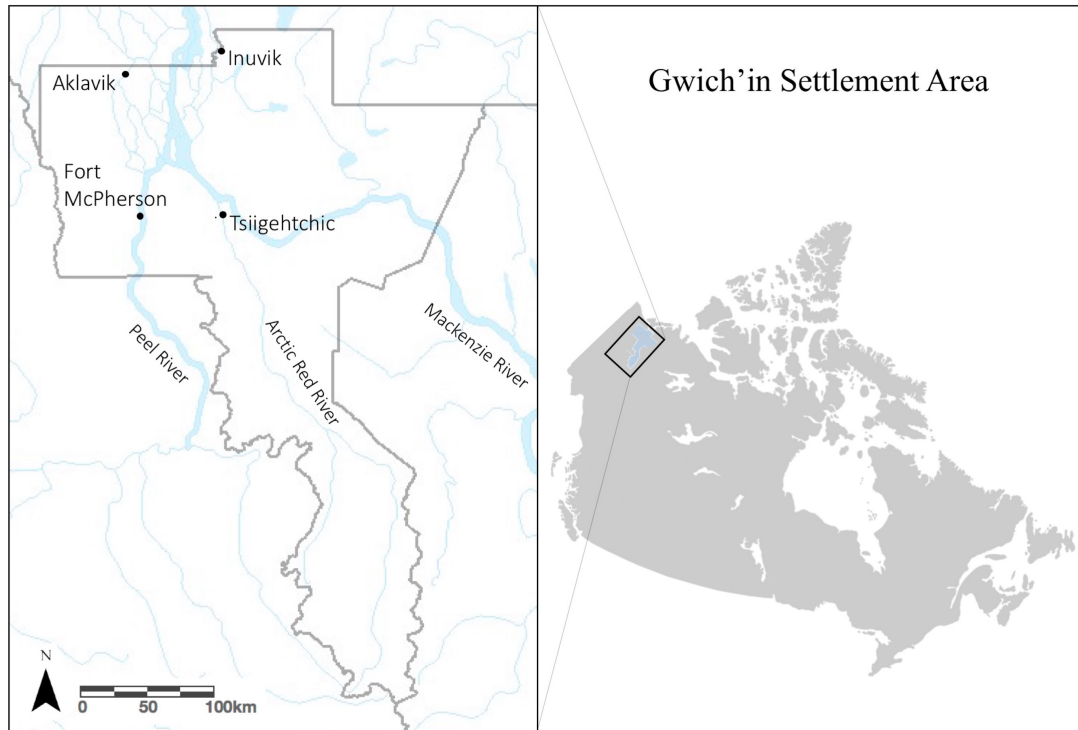 Gwich’in Settlement Area
Inuvik
Aklavik
Fort
McPherson
Tsiigehtchic
Peel River
Arctic Red River
Mackenzie River
N
0 50 100km